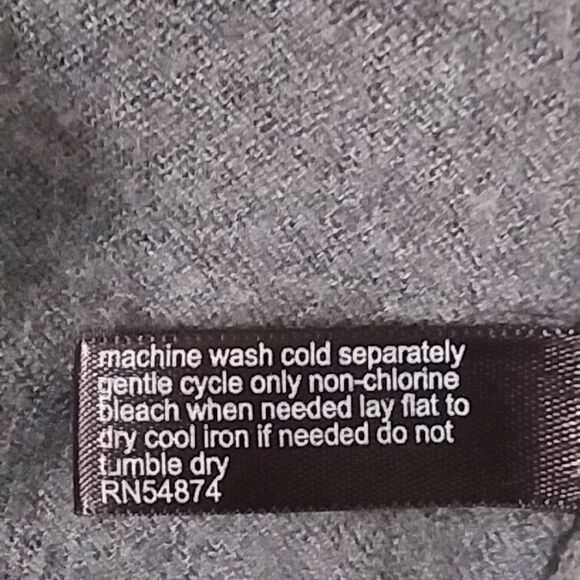 machine wash cold separately
gentle cycle only non-chlorine
bleach when needed lay flat to
dry cool iron if needed do not
tumble dry
RN54874